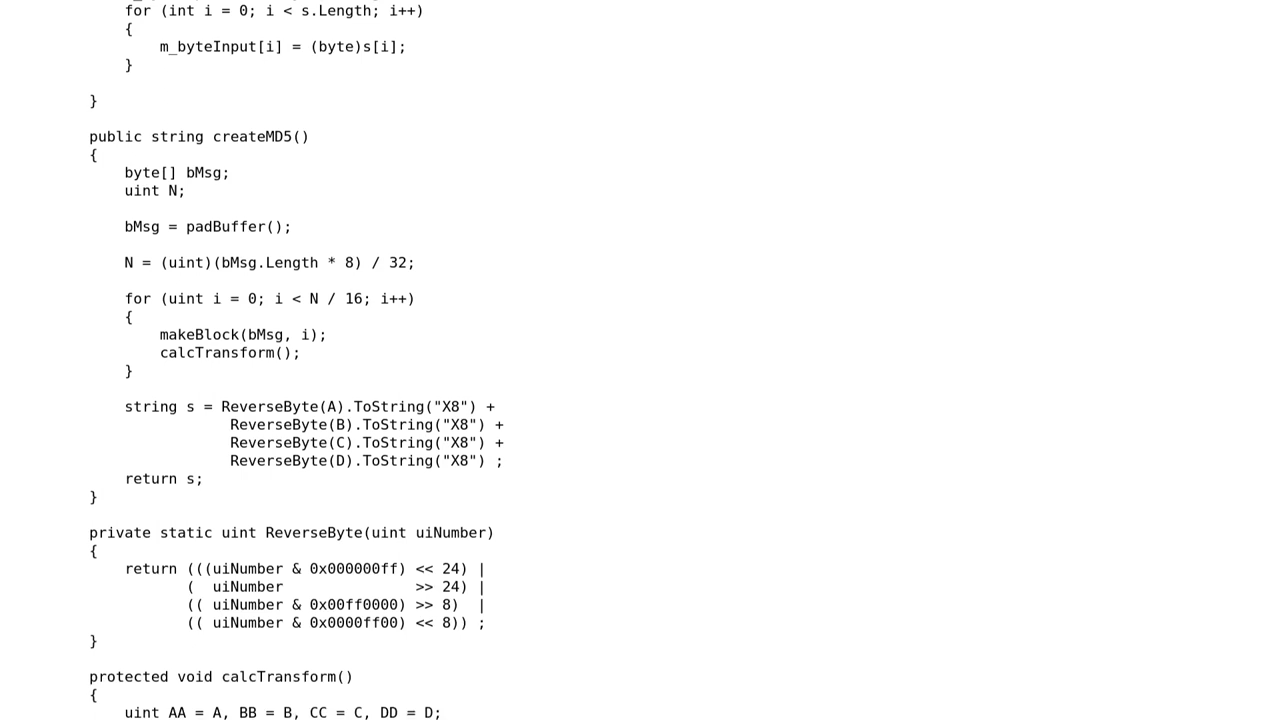 for (int i = 0; i < s.Length; i++)
{
m_byteInput[i] = (byte)s[i];
}
}
public string createMD5()
{
byte[] bMsg;
uint N;
bMsg = padBuffer();
N = (uint)(bMsg.Length * 8) / 32;
for (uint i = 0; i < N / 16; i++)
{
makeBlock(bMsg, i);
calcTransform();
}
string s = ReverseByte(A).ToString("X8") +
ReverseByte(B).ToString("X8") +
ReverseByte(C).ToString("X8") +
ReverseByte(D).ToString("X8") ;
return s;
}
private static uint ReverseByte(uint uiNumber)
{
return (((uiNumber & 0x000000ff) << 24) |
(  uiNumber               >> 24) |
(( uiNumber & 0x00ff0000) >> 8)  |
(( uiNumber & 0x0000ff00) << 8)) ;
}
protected void calcTransform()
{
uint AA = A, BB = B, CC = C, DD = D;